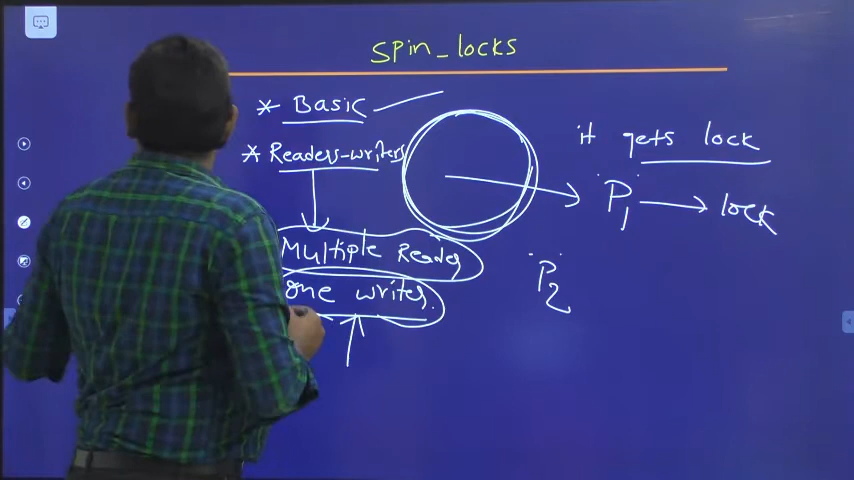 spin_locks
* Basic
* Readers-writers
Multiple Reader
one writer.
it gets lock
"P1" → lock
"P2"